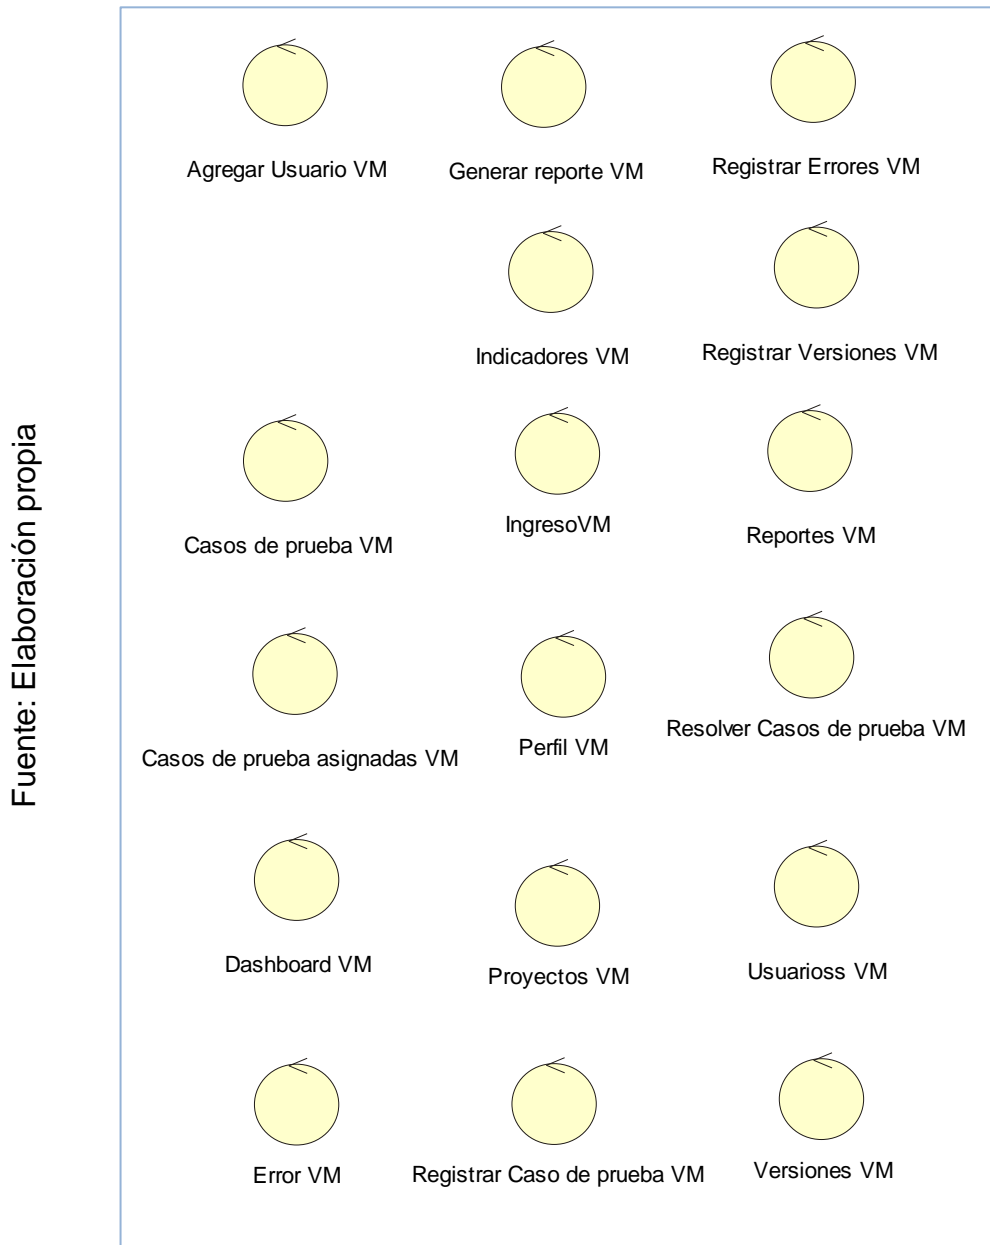 Agregar Usuario VM
Generar reporte VM
Registrar Errores VM
Indicadores VM
Registrar Versiones VM
Casos de prueba VM
IngresoVM
Reportes VM
Casos de prueba asignadas VM
Perfil VM
Resolver Casos de prueba VM
Dashboard VM
Proyectos VM
Usuarioss VM
Error VM
Registrar Caso de prueba VM
Versiones VM
Fuente: Elaboración propia